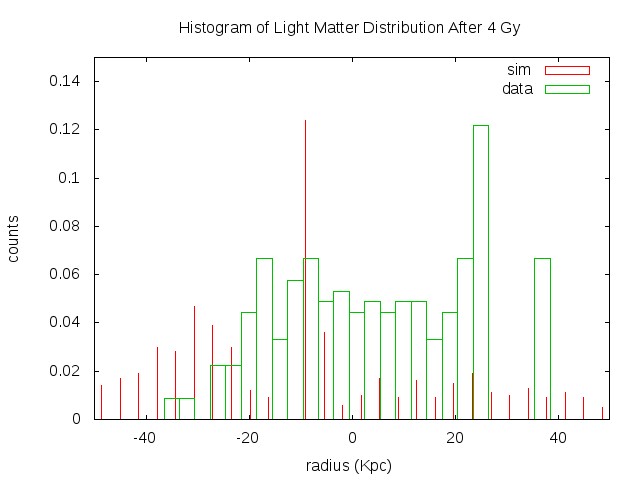 Histogram of Light Matter Distribution After 4 Gy
sim
data
0.14
0.12
0.1
0.08
0.06
0.04
0.02
0
counts
-40 -20 0 20 40
radius (Kpc)